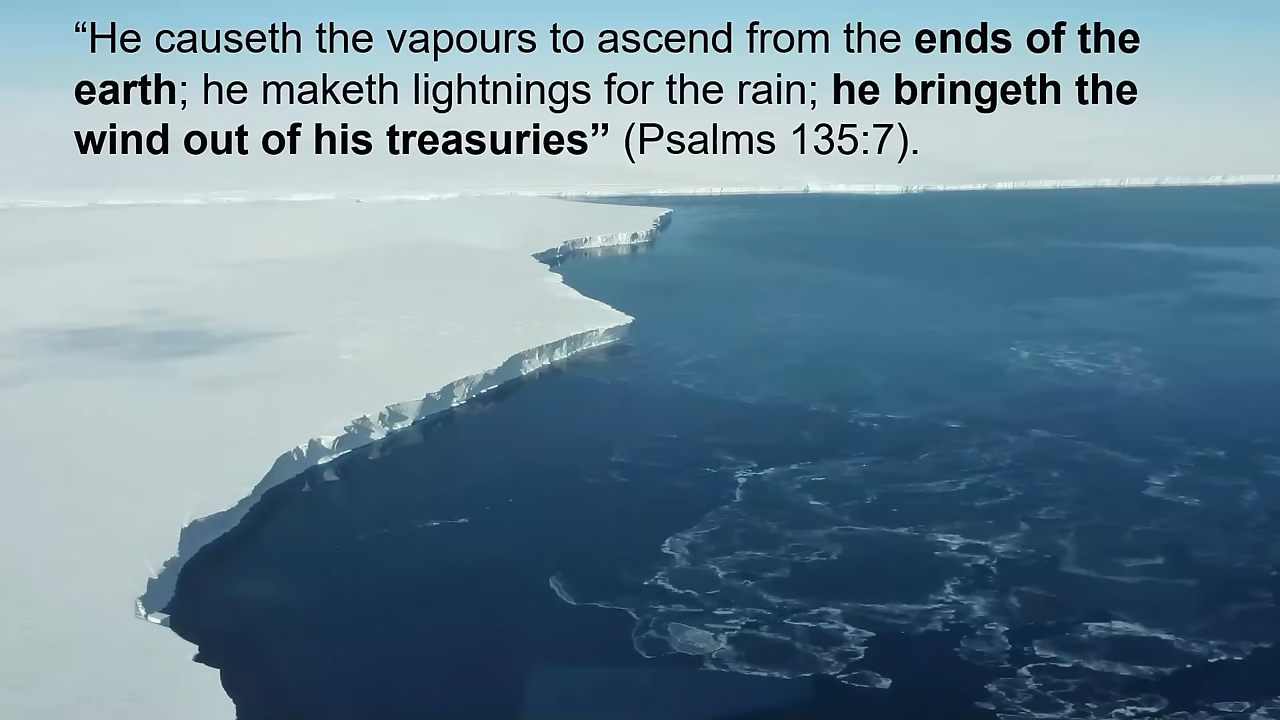 “He causeth the vapours to ascend from the ends of the
earth; he maketh lightnings for the rain; he bringeth the
wind out of his treasuries” (Psalms 135:7).